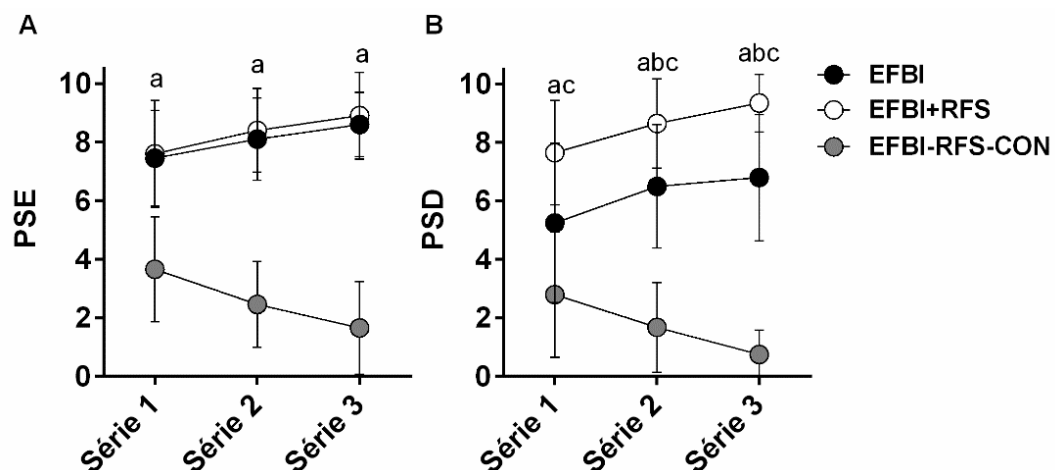 A
a
a
a
10
8
6
4
2
0
PSE
Série 1
Série 2
Série 3
B
ac
abc
abc
10
8
6
4
2
0
PSD
Série 1
Série 2
Série 3
EFBI
EFBI+RFS
EFBI-RFS-CON